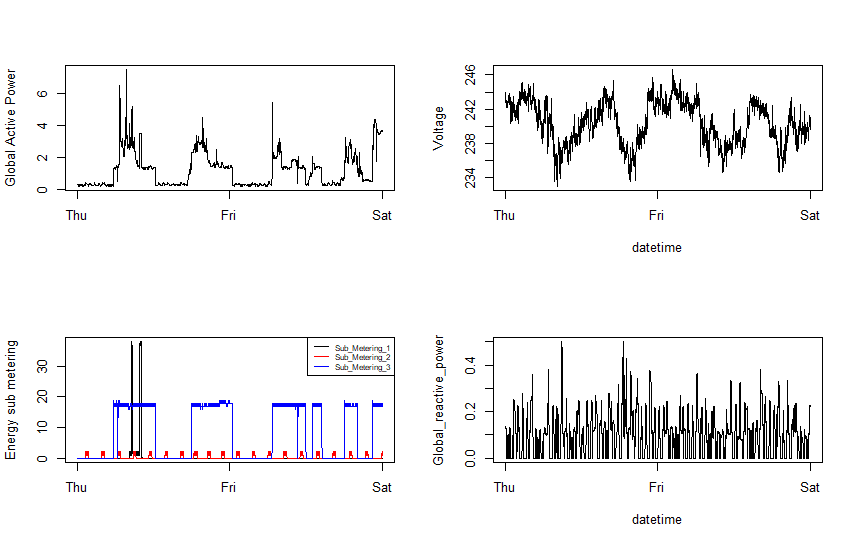 Global Active Power
6
4
2
0
Thu Fri Sat
Voltage
246
242
238
234
Thu Fri Sat
datetime
Energy sub metering
30
20
10
0
Sub_Metering_1
Sub_Metering_2
Sub_Metering_3
Thu Fri Sat
Global_reactive_power
0.4
0.2
0.0
Thu Fri Sat
datetime